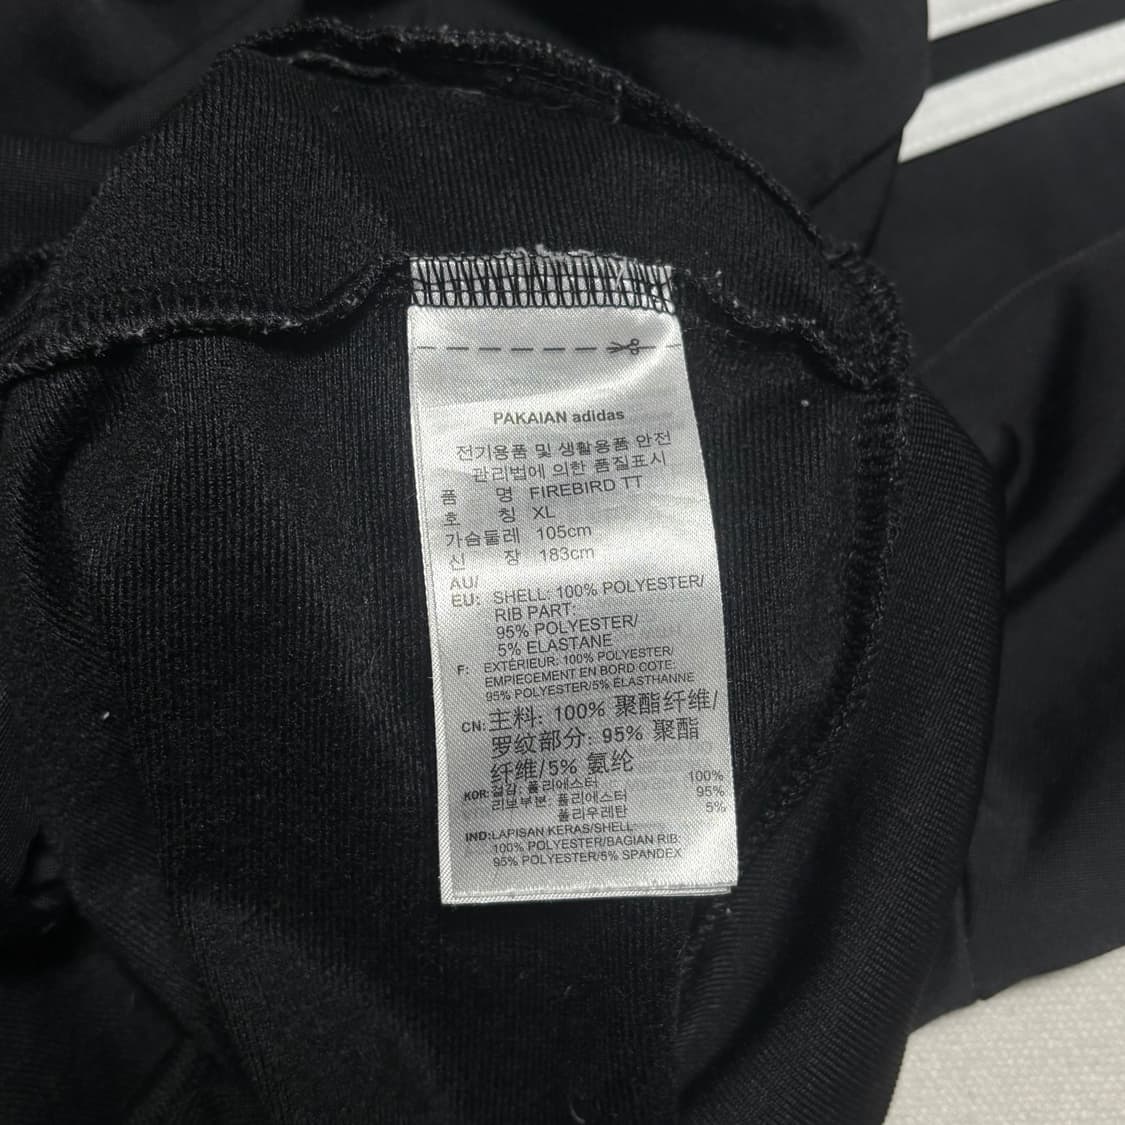 PAKAIAN adidas
전기용품 및 생활용품 안전
관리법에 의한 품질표시
품 명 FIREBIRD TT
호 칭 XL
가슴둘레 105cm
신 장 183cm
AU/
EU: SHELL: 100% POLYESTER/
RIB PART:
95% POLYESTER/
5% ELASTANE
F: EXTÉRIEUR: 100% POLYESTER/
EMPIECEMENT EN BORD COTE:
95% POLYESTER/5% ÉLASTHANNE
CN: 主料: 100% 聚酯纤维/
罗纹部分: 95% 聚酯
纤维/5% 氨纶
KOR: 겉감: 폴리에스터 100%
리브부분: 폴리에스터 95%
폴리우레탄 5%
IND: LAPISAN KERAS/SHELL:
100% POLYESTER/BAGIAN RIB:
95% POLYESTER/5% SPANDEX